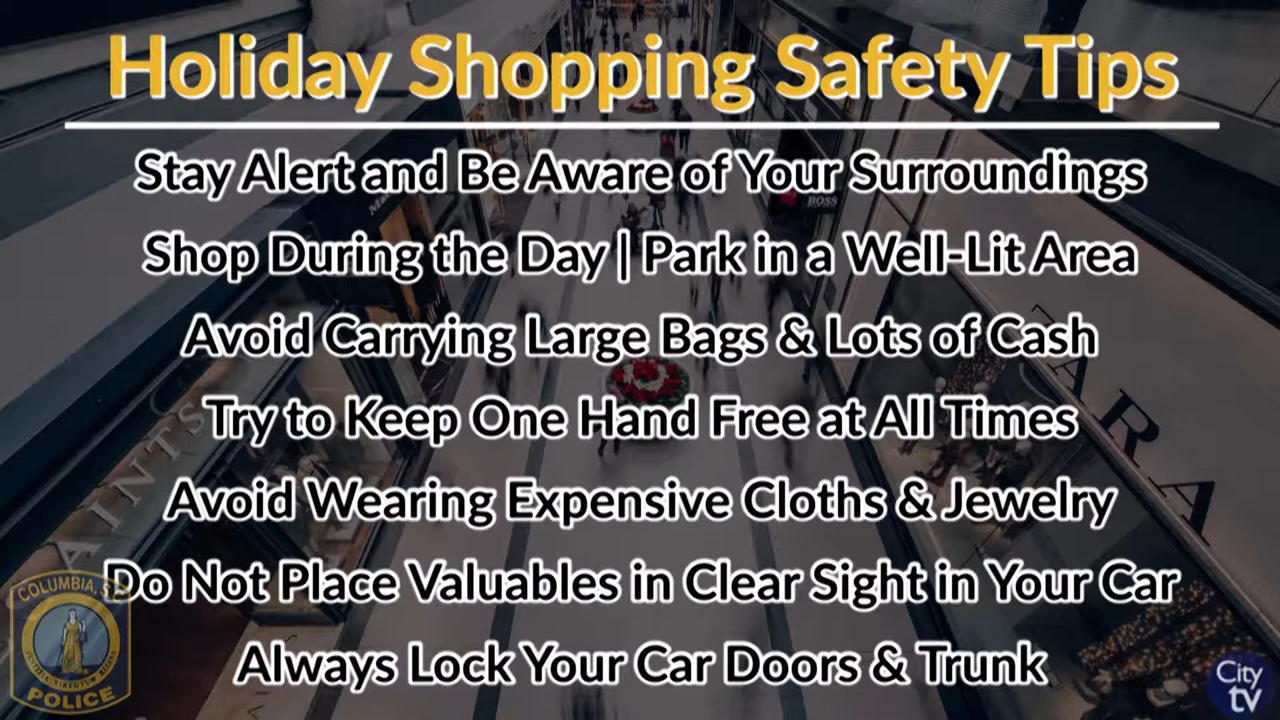 Holiday Shopping Safety Tips
Stay Alert and Be Aware of Your Surroundings
Shop During the Day | Park in a Well-Lit Area
Avoid Carrying Large Bags & Lots of Cash
Try to Keep One Hand Free at All Times
Avoid Wearing Expensive Cloths & Jewelry
Do Not Place Valuables in Clear Sight in Your Car
Always Lock Your Car Doors & Trunk
BOSS
COLUMBIA, S
POLICE
City
tv